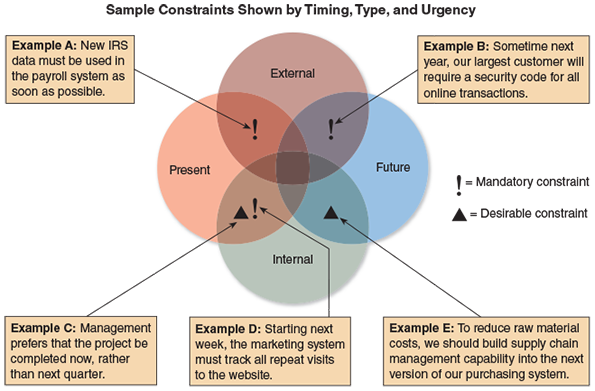 Sample Constraints Shown by Timing, Type, and Urgency
Example A: New IRS
data must be used in
the payroll system as
soon as possible.
Example B: Sometime next
year, our largest customer will
require a security code for all
online transactions.
External
!
!
Present
Future
! = Mandatory constraint
▲ = Desirable constraint
▲ !
▲
Internal
Example C: Management
prefers that the project be
completed now, rather
than next quarter.
Example D: Starting next
week, the marketing system
must track all repeat visits
to the website.
Example E: To reduce raw material
costs, we should build supply chain
management capability into the next
version of our purchasing system.